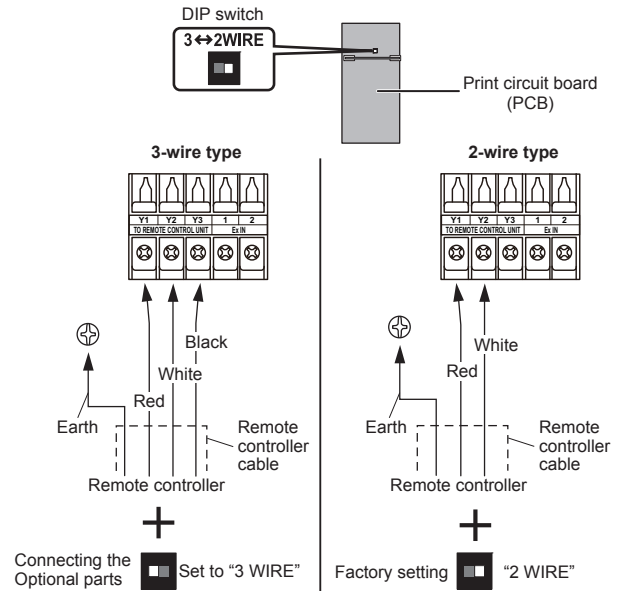 DIP switch
3↔2WIRE
Print circuit board
(PCB)
3-wire type
Y1 Y2 Y3 1 2
TO REMOTE CONTROL UNIT Ex IN
Black
White
Red
Earth
Remote
controller
cable
Remote controller
+
Connecting the
Optional parts
Set to “3 WIRE”
2-wire type
Y1 Y2 Y3 1 2
TO REMOTE CONTROL UNIT Ex IN
White
Red
Earth
Remote
controller
cable
Remote controller
+
Factory setting
“2 WIRE”